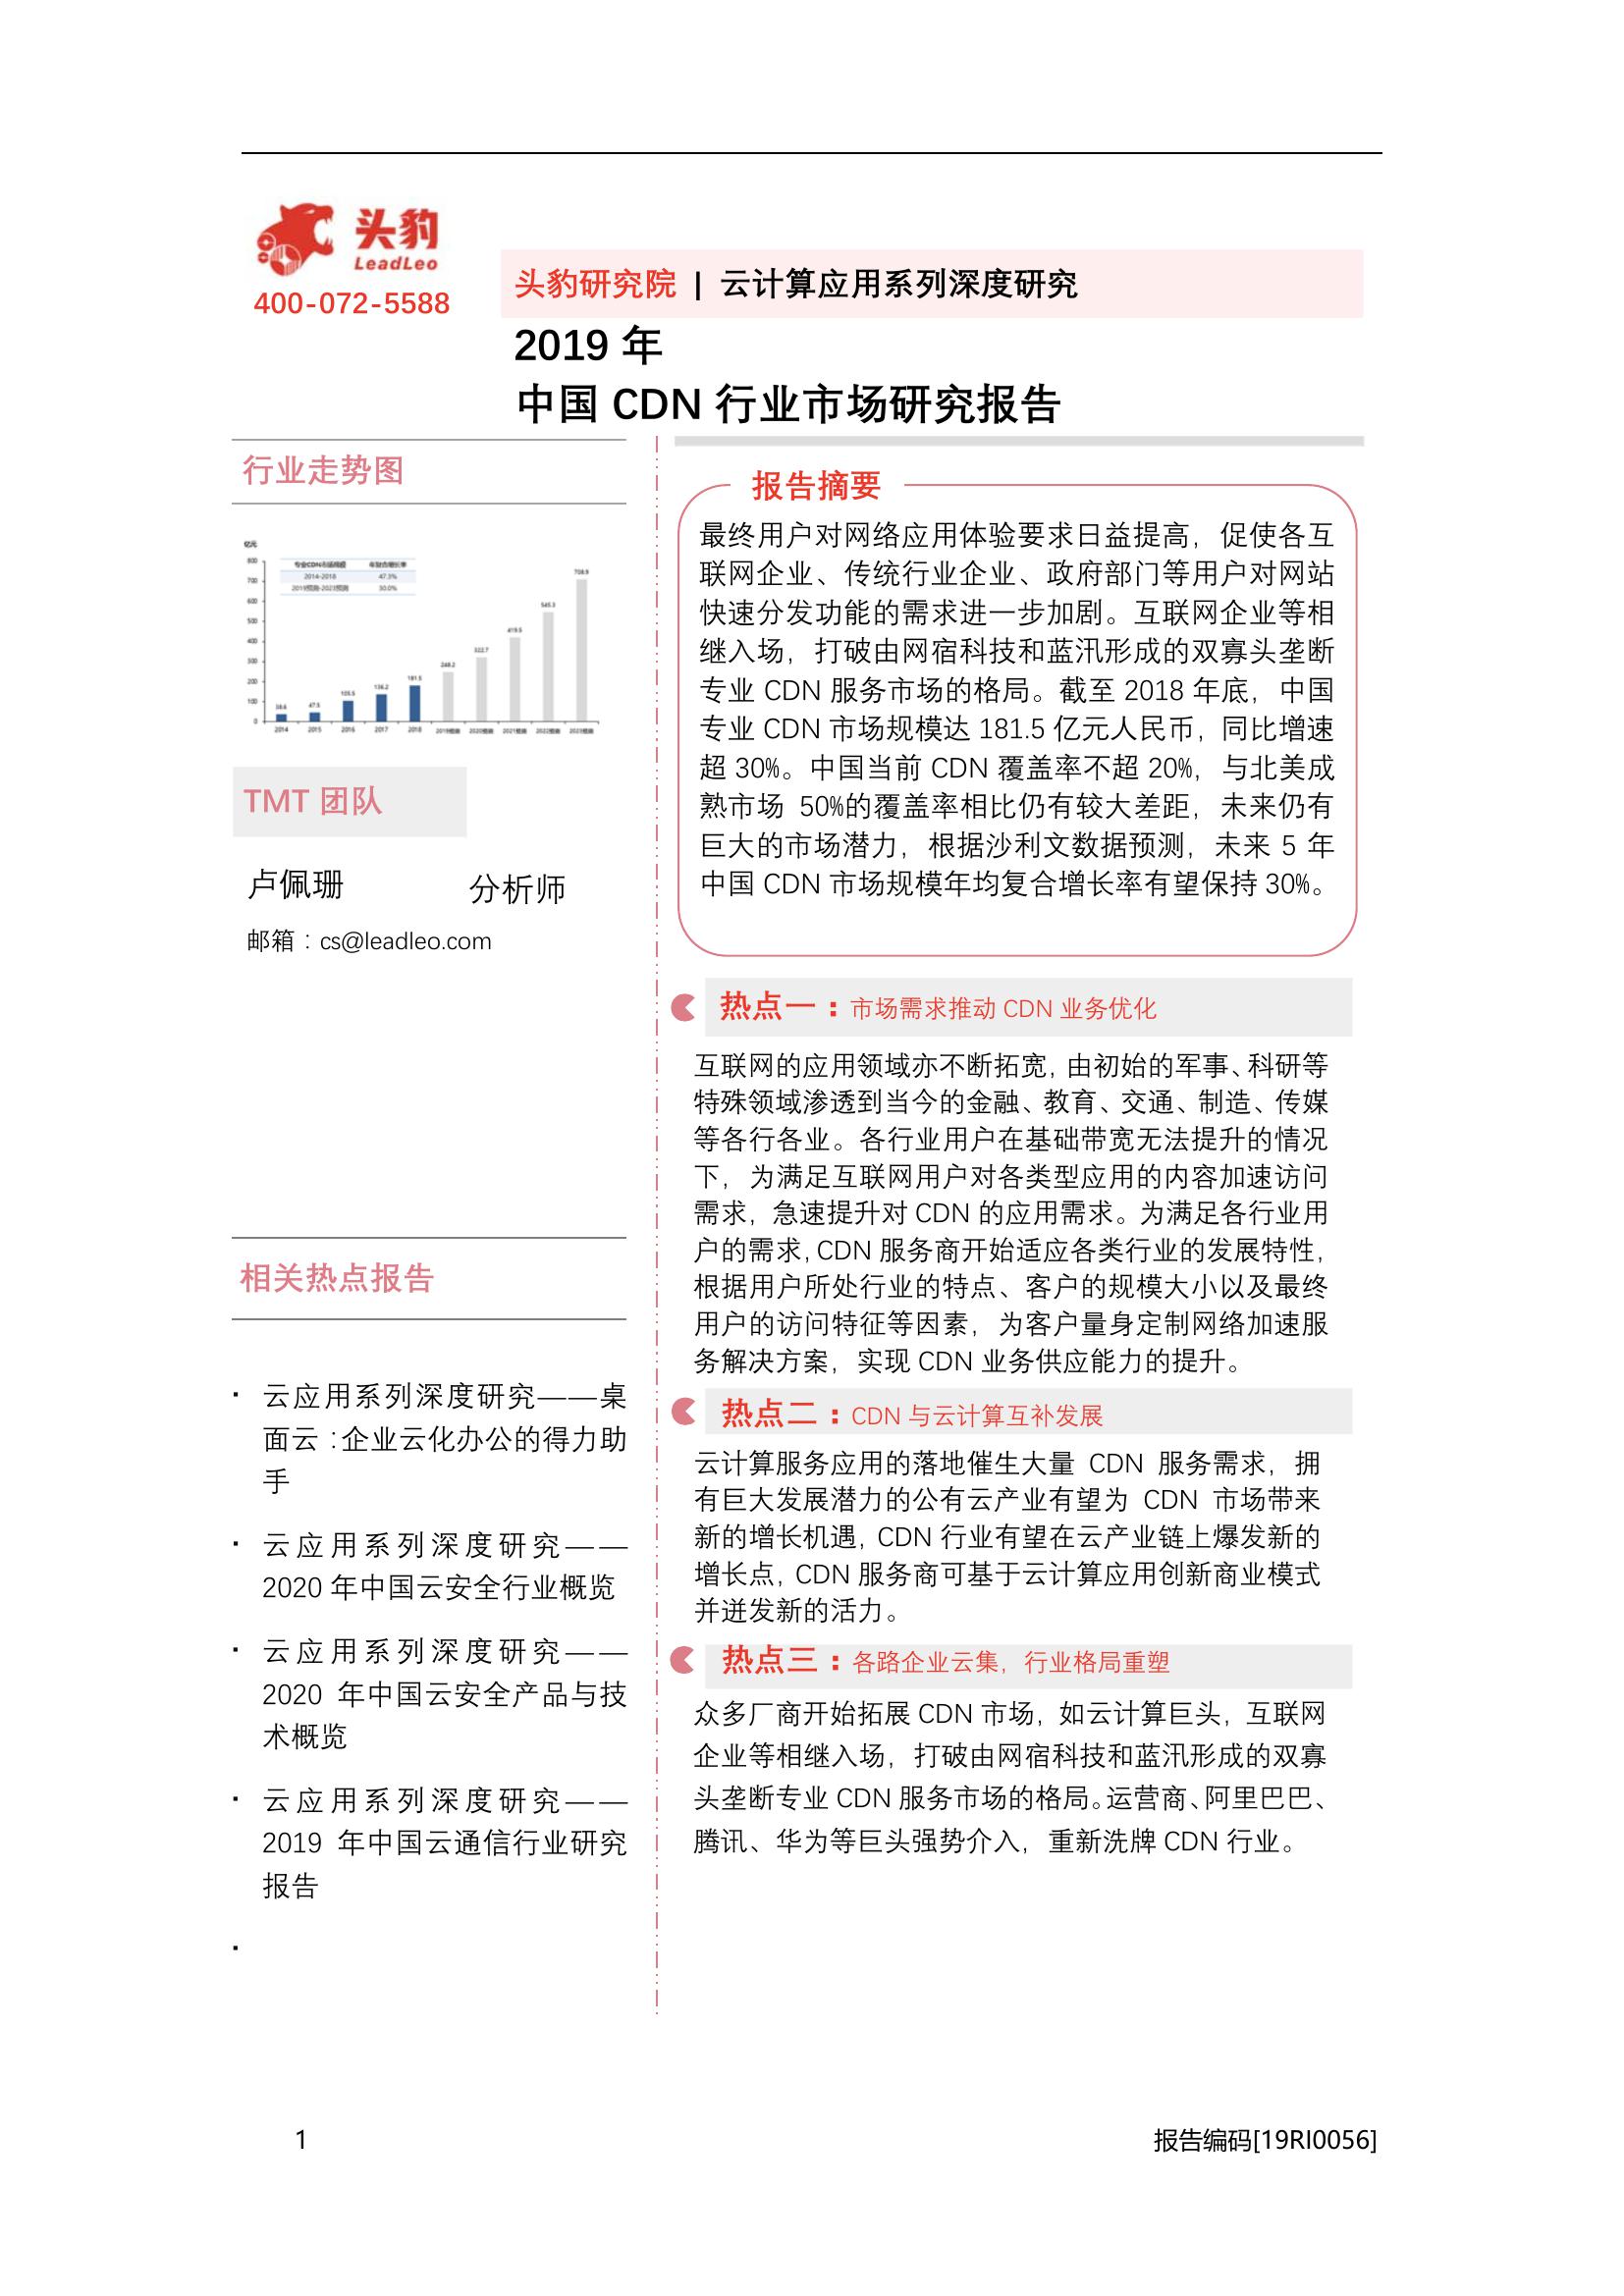 头豹
LeadLeo
400-072-5588
头豹研究院 | 云计算应用系列深度研究
2019 年
中国 CDN 行业市场研究报告
行业走势图
亿元
专业CDN市场规模 年复合增长率
2014-2018 47.3%
2019预测-2023预测 30.0%
800
700
600
500
400
300
200
100
0
38.6
47.5
105.5
136.2
181.5
248.2
322.7
419.5
545.3
708.9
2014 2015 2016 2017 2018 2019预测 2020预测 2021预测 2022预测 2023预测
TMT 团队
卢佩珊 分析师
邮箱：cs@leadleo.com
相关热点报告
· 云应用系列深度研究——桌
面云：企业云化办公的得力助
手
· 云应用系列深度研究——
2020 年中国云安全行业概览
· 云应用系列深度研究——
2020 年中国云安全产品与技
术概览
· 云应用系列深度研究——
2019 年中国云通信行业研究
报告
·
报告摘要
最终用户对网络应用体验要求日益提高，促使各互
联网企业、传统行业企业、政府部门等用户对网站
快速分发功能的需求进一步加剧。互联网企业等相
继入场，打破由网宿科技和蓝汛形成的双寡头垄断
专业 CDN 服务市场的格局。截至 2018 年底，中国
专业 CDN 市场规模达 181.5 亿元人民币，同比增速
超 30%。中国当前 CDN 覆盖率不超 20%，与北美成
熟市场 50%的覆盖率相比仍有较大差距，未来仍有
巨大的市场潜力，根据沙利文数据预测，未来 5 年
中国 CDN 市场规模年均复合增长率有望保持 30%。
热点一：市场需求推动 CDN 业务优化
互联网的应用领域亦不断拓宽，由初始的军事、科研等
特殊领域渗透到当今的金融、教育、交通、制造、传媒
等各行各业。各行业用户在基础带宽无法提升的情况
下，为满足互联网用户对各类型应用的内容加速访问
需求，急速提升对 CDN 的应用需求。为满足各行业用
户的需求，CDN 服务商开始适应各类行业的发展特性，
根据用户所处行业的特点、客户的规模大小以及最终
用户的访问特征等因素，为客户量身定制网络加速服
务解决方案，实现 CDN 业务供应能力的提升。
热点二：CDN 与云计算互补发展
云计算服务应用的落地催生大量 CDN 服务需求，拥
有巨大发展潜力的公有云产业有望为 CDN 市场带来
新的增长机遇，CDN 行业有望在云产业链上爆发新的
增长点，CDN 服务商可基于云计算应用创新商业模式
并迸发新的活力。
热点三：各路企业云集，行业格局重塑
众多厂商开始拓展 CDN 市场，如云计算巨头，互联网
企业等相继入场，打破由网宿科技和蓝汛形成的双寡
头垄断专业 CDN 服务市场的格局。运营商、阿里巴巴、
腾讯、华为等巨头强势介入，重新洗牌 CDN 行业。
1 报告编码[19RI0056]